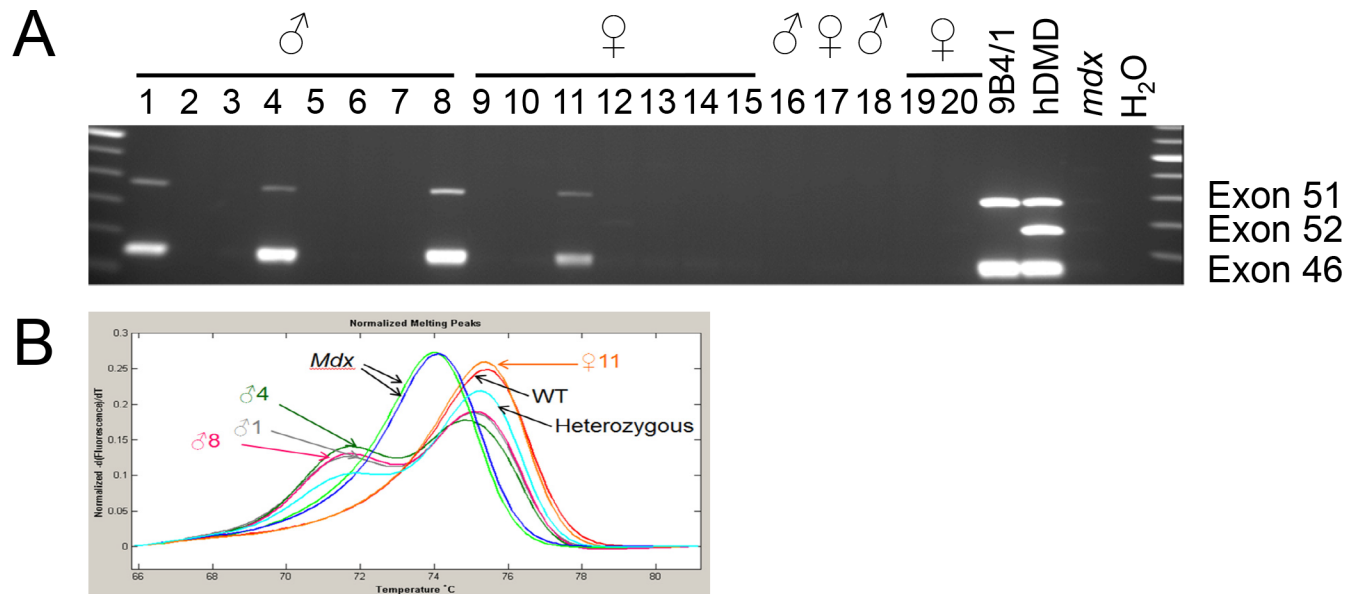 A
♂ ♀ ♂ ♀ ♂ ♀
1 2 3 4 5 6 7 8 9 10 11 12 13 14 15 16 17 18 19 20 9B4/1 hDMD mdx H₂O
Exon 51
Exon 52
Exon 46
B
Normalized Melting Peaks
Normalized -d(Fluorescence)/dT
0.3
0.25
0.2
0.15
0.1
0.05
0
Mdx
♀11
WT
Heterozygous
♂4
♂1
♂8
66 68 70 72 74 76 78 80
Temperature ˚C